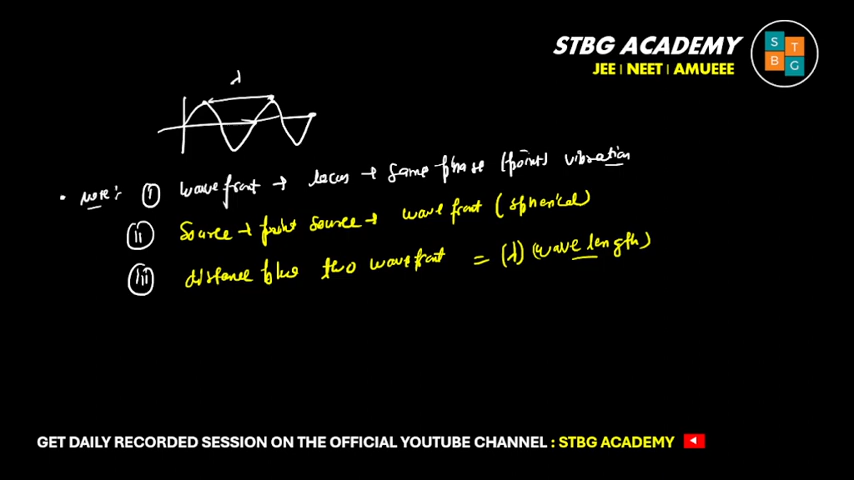 STBG ACADEMY
JEE | NEET | AMUEEE
S T
B G
λ
• Note: (i) wavefront → locus → same phase (point) vibration
(ii) Source → point source → wavefront (spherical)
(iii) distance b/w two wavefront = (λ) (wave length)
GET DAILY RECORDED SESSION ON THE OFFICIAL YOUTUBE CHANNEL : STBG ACADEMY